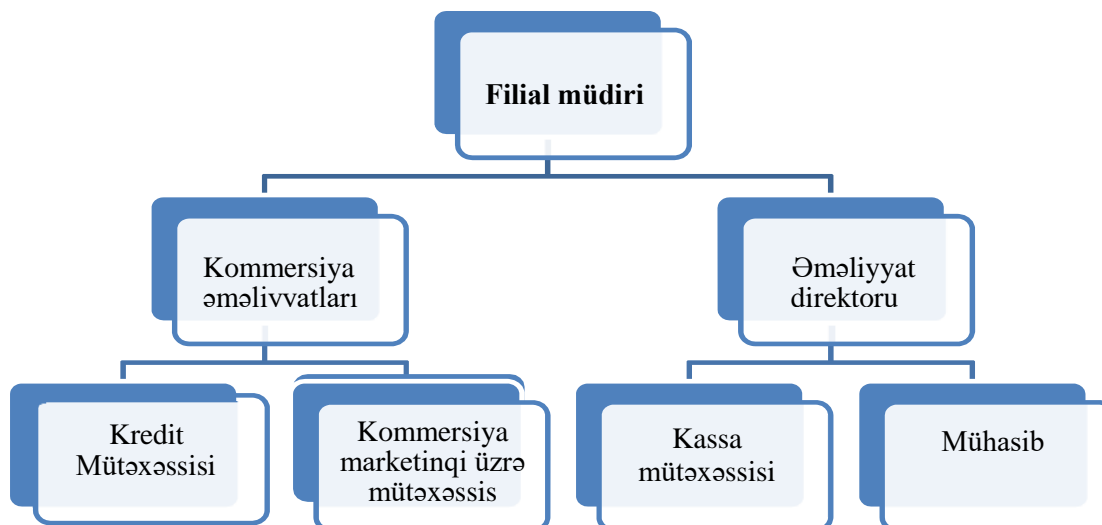 Filial müdiri
Kommersiya
əməlivvatları
Əməliyyat
direktoru
Kredit
Mütəxəssisi
Kommersiya
marketinqi üzrə
mütəxəssis
Kassa
mütəxəssisi
Mühasib